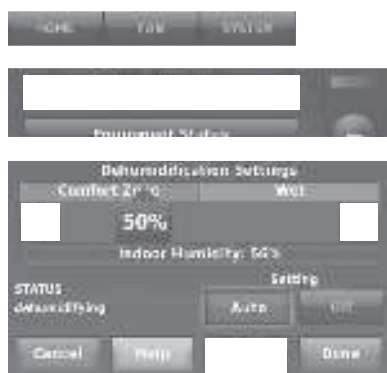 HOME FAN SYSTEM
Equipment Status
Dehumidification Settings
Comfort Zone Wet
50%
Indoor Humidity: 56%
Setting
STATUS
dehumidifying
Auto Off
Cancel Help Done